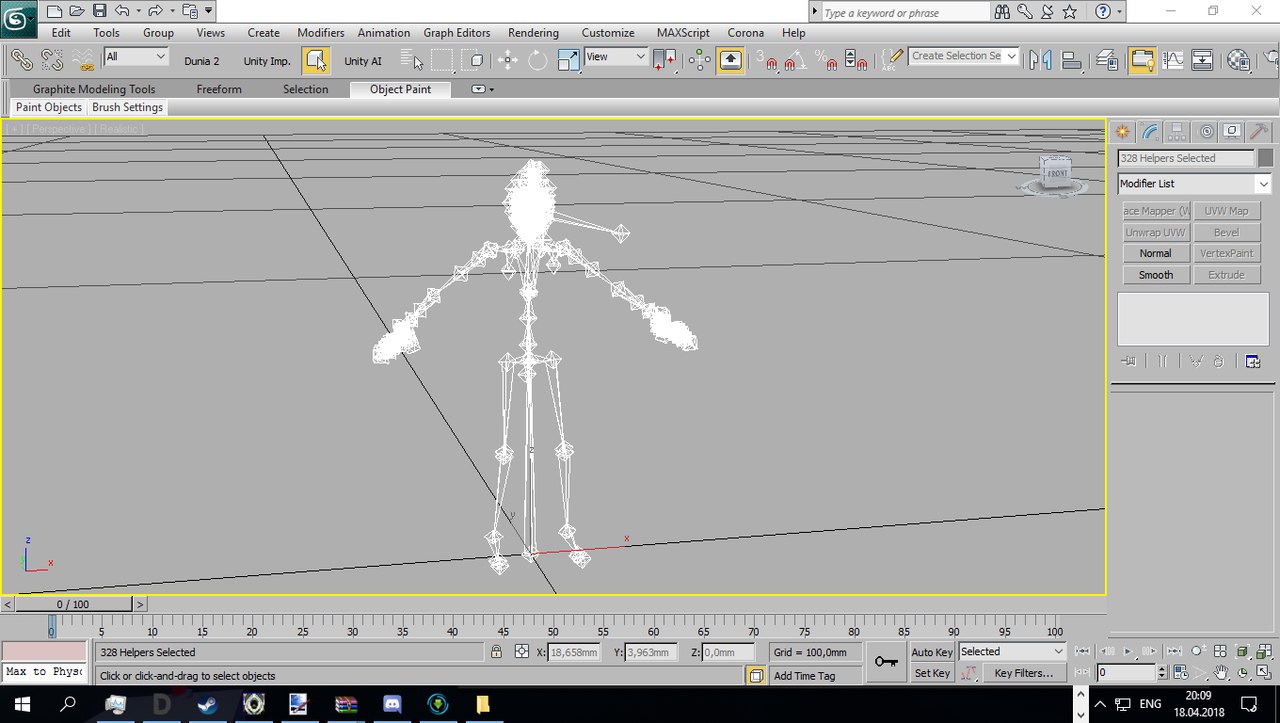 Type a keyword or phrase
Edit Tools Group Views Create Modifiers Animation Graph Editors Rendering Customize MAXScript Corona Help
All Dunia 2 Unity Imp. Unity AI View Create Selection Se
ABC
3
Graphite Modeling Tools Freeform Selection Object Paint
Paint Objects Brush Settings
[ + ] [ Perspective ] [ Realistic ]
328 Helpers Selected
FRONT
Modifier List
ace Mapper (W UVW Map
Unwrap UVW Bevel
Normal VertexPaint
Smooth Extrude
z
y
x
z
x
< 0 / 100 >
0 5 10 15 20 25 30 35 40 45 50 55 60 65 70 75 80 85 90 95 100
328 Helpers Selected X: 18,658mm Y: 3,963mm Z: 0,0mm Grid = 100,0mm Auto Key Selected
Max to Physc Click or click-and-drag to select objects Add Time Tag Set Key Key Filters... 0
ENG 20:09
18.04.2018